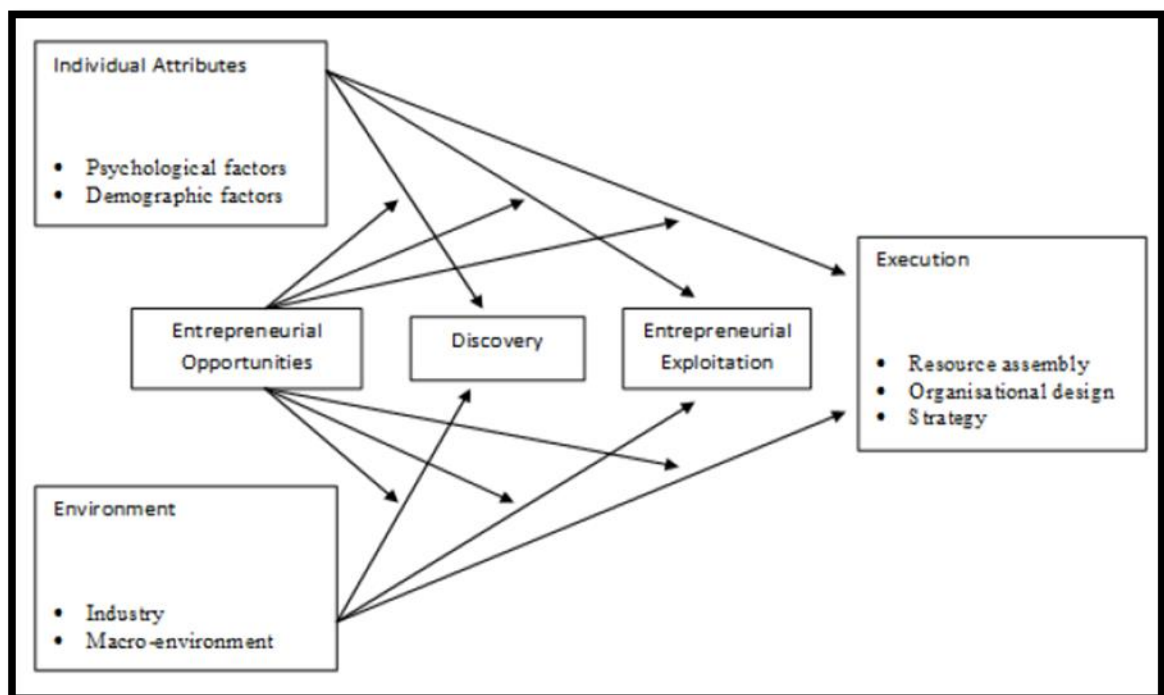 Individual Attributes
• Psychological factors
• Demographic factors
Entrepreneurial
Opportunities
Discovery
Entrepreneurial
Exploitation
Execution
• Resource assembly
• Organisational design
• Strategy
Environment
• Industry
• Macro-environment